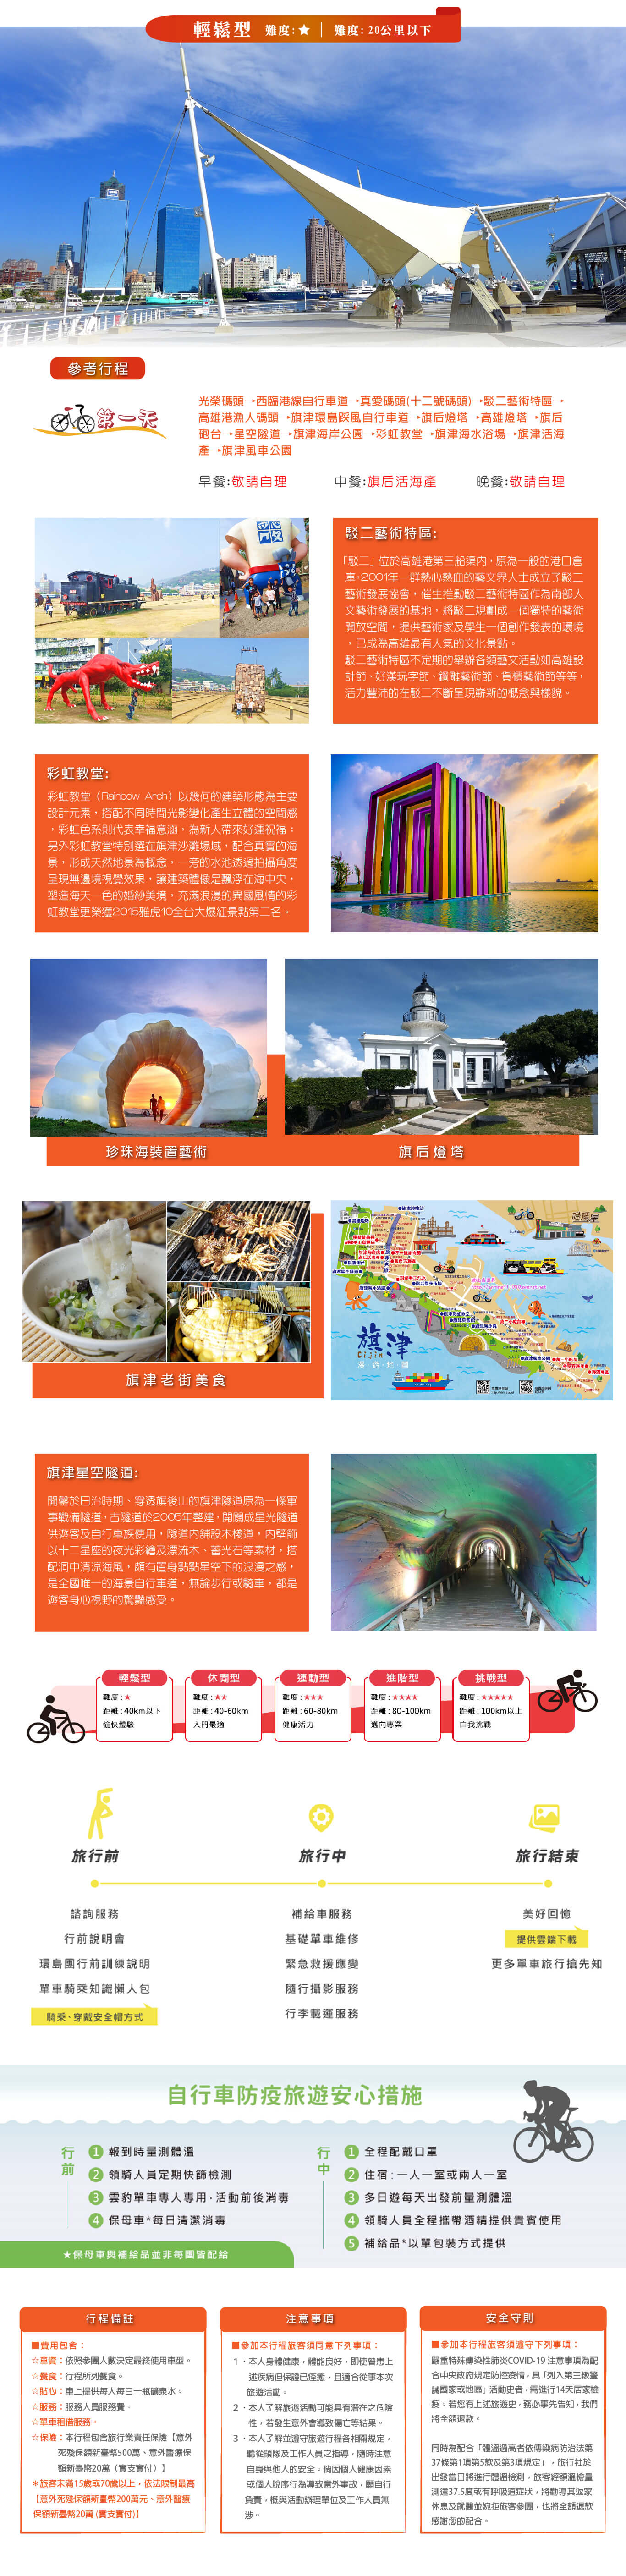 輕鬆型 難度:★ | 難度: 20公里以下
參考行程
第一天
光榮碼頭→西臨港線自行車道→真愛碼頭(十二號碼頭)→駁二藝術特區→
高雄港漁人碼頭→旗津環島踩風自行車道→旗后燈塔→高雄燈塔→旗后
砲台→星空隧道→旗津海岸公園→彩虹教堂→旗津海水浴場→旗津活海
產→旗津風車公園
早餐:敬請自理 中餐:旗后活海產 晚餐:敬請自理
駁二藝術特區:
「駁二」位於高雄港第三船渠內，原為一般的港口倉
庫，2001年一群熱心熱血的藝文界人士成立了駁二
藝術發展協會，催生推動駁二藝術特區作為南部人
文藝術發展的基地，將駁二規劃成一個獨特的藝術
開放空間，提供藝術家及學生一個創作發表的環境
，已成為高雄最有人氣的文化景點。
駁二藝術特區不定期的舉辦各類藝文活動如高雄設
計節、好漢玩字節、鋼雕藝術節、貨櫃藝術節等等，
活力豐沛的在駁二不斷呈現嶄新的概念與樣貌。
彩虹教堂:
彩虹教堂（Rainbow Arch）以幾何的建築形態為主要
設計元素，搭配不同時間光影變化產生立體的空間感
，彩虹色系則代表幸福意涵，為新人帶來好運祝福；
另外彩虹教堂特別選在旗津沙灘場域，配合真實的海
景，形成天然地景為概念，一旁的水池透過拍攝角度
呈現無邊境視覺效果，讓建築體像是飄浮在海中央，
塑造海天一色的婚紗美境，充滿浪漫的異國風情的彩
虹教堂更榮獲2015雅虎10全台大爆紅景點第二名。
珍珠海裝置藝術
旗后燈塔
旗津老街美食
旗津
CiJin
哈瑪星
旗津星空隧道:
開鑿於日治時期、穿透旗後山的旗津隧道原為一條軍
事戰備隧道，古隧道於2005年整建，開闢成星光隧道
供遊客及自行車族使用，隧道內舖設木棧道，內壁飾
以十二星座的夜光彩繪及漂流木、蓄光石等素材，搭
配洞中清涼海風，頗有置身點點星空下的浪漫之感，
是全國唯一的海景自行車道，無論步行或騎車，都是
遊客身心視野的驚豔感受。
輕鬆型
難度:★
距離:40km以下
愉快體驗
休閒型
難度:★★
距離:40-60km
入門最適
運動型
難度:★★★
距離:60-80km
健康活力
進階型
難度:★★★★
距離:80-100km
邁向專業
挑戰型
難度:★★★★★
距離:100km以上
自我挑戰
旅行前
諮詢服務
行前說明會
環島團行前訓練說明
單車騎乘知識懶人包
騎乘、穿戴安全帽方式
旅行中
補給車服務
基礎單車維修
緊急救援應變
隨行攝影服務
行李載運服務
旅行結束
美好回憶
提供雲端下載
更多單車旅行搶先知
自行車防疫旅遊安心措施
行前
1 報到時量測體溫
2 領騎人員定期快篩檢測
3 雲豹單車專人專用，活動前後消毒
4 保母車*每日清潔消毒
★保母車與補給品並非每團皆配給
行中
1 全程配戴口罩
2 住宿:一人一室或兩人一室
3 多日遊每天出發前量測體溫
4 領騎人員全程攜帶酒精提供貴賓使用
5 補給品*以單包裝方式提供
行程備註
■費用包含：
☆車資：依照參團人數決定最終使用車型。
☆餐食：行程所列餐食。
☆貼心：車上提供每人每日一瓶礦泉水。
☆服務：服務人員服務費。
☆單車租借服務。
☆保險：本行程包含旅行業責任保險【意外
死殘保額新臺幣500萬、意外醫療保
額新臺幣20萬（實支實付）】
＊旅客未滿15歲或70歲以上，依法限制最高
【意外死殘保額新臺幣200萬元、意外醫療
保額新臺幣20萬 (實支實付)】
注意事項
■參加本行程旅客須同意下列事項：
1．本人身體健康，體能良好，即使曾患上
述疾病但保證已痊癒，且適合從事本次
旅遊活動。
2．本人了解旅遊活動可能具有潛在之危險
性，若發生意外會導致傷亡等結果。
3．本人了解並遵守旅遊行程各相關規定，
聽從領隊及工作人員之指導，隨時注意
自身與他人的安全。倘因個人健康因素
或個人脫序行為導致意外事故，願自行
負責，概與活動辦理單位及工作人員無
涉。
安全守則
■參加本行程旅客須遵守下列事項：
嚴重特殊傳染性肺炎COVID-19 注意事項為配
合中央政府規定防控疫情，具「列入第三級警
誡國家或地區」活動史者，需進行14天居家檢
疫。若您有上述旅遊史，務必事先告知，我們
將全額退款。
同時為配合「體溫過高者依傳染病防治法第
37條第1項第5款及第3項規定」，旅行社於
出發當日將進行體溫檢測，旅客經額溫檢量
測達37.5度或有呼吸道症狀，將勸導其返家
休息及就醫並婉拒旅客參團，也將全額退款
感謝您的配合。